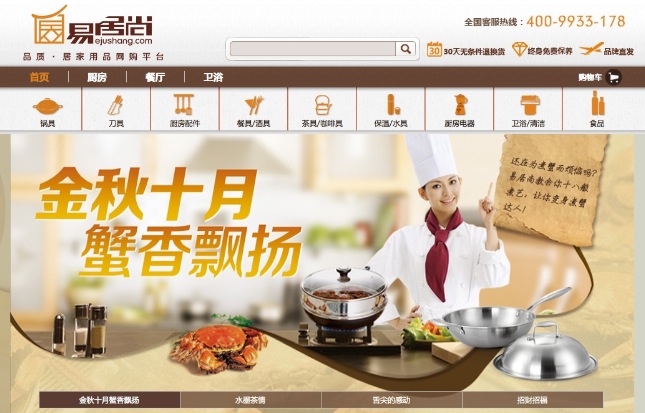 易居尚
ejushang.com
品质·居家用品网购平台
全国客服热线：400-9933-178
30
30天无条件退换货
终身免费保养
品牌直发
首页
厨房
餐厅
卫浴
购物车
锅具
刀具
厨房配件
餐具/酒具
茶具/咖啡具
保温/水具
厨房电器
卫浴/清洁
食品
金秋十月
蟹香飘扬
还在为煮蟹而烦恼吗?
易居尚教会你十八般
煮艺，让你变身煮蟹
达人!
金秋十月蟹香飘扬
水墨茶情
舌尖的感动
招财招福